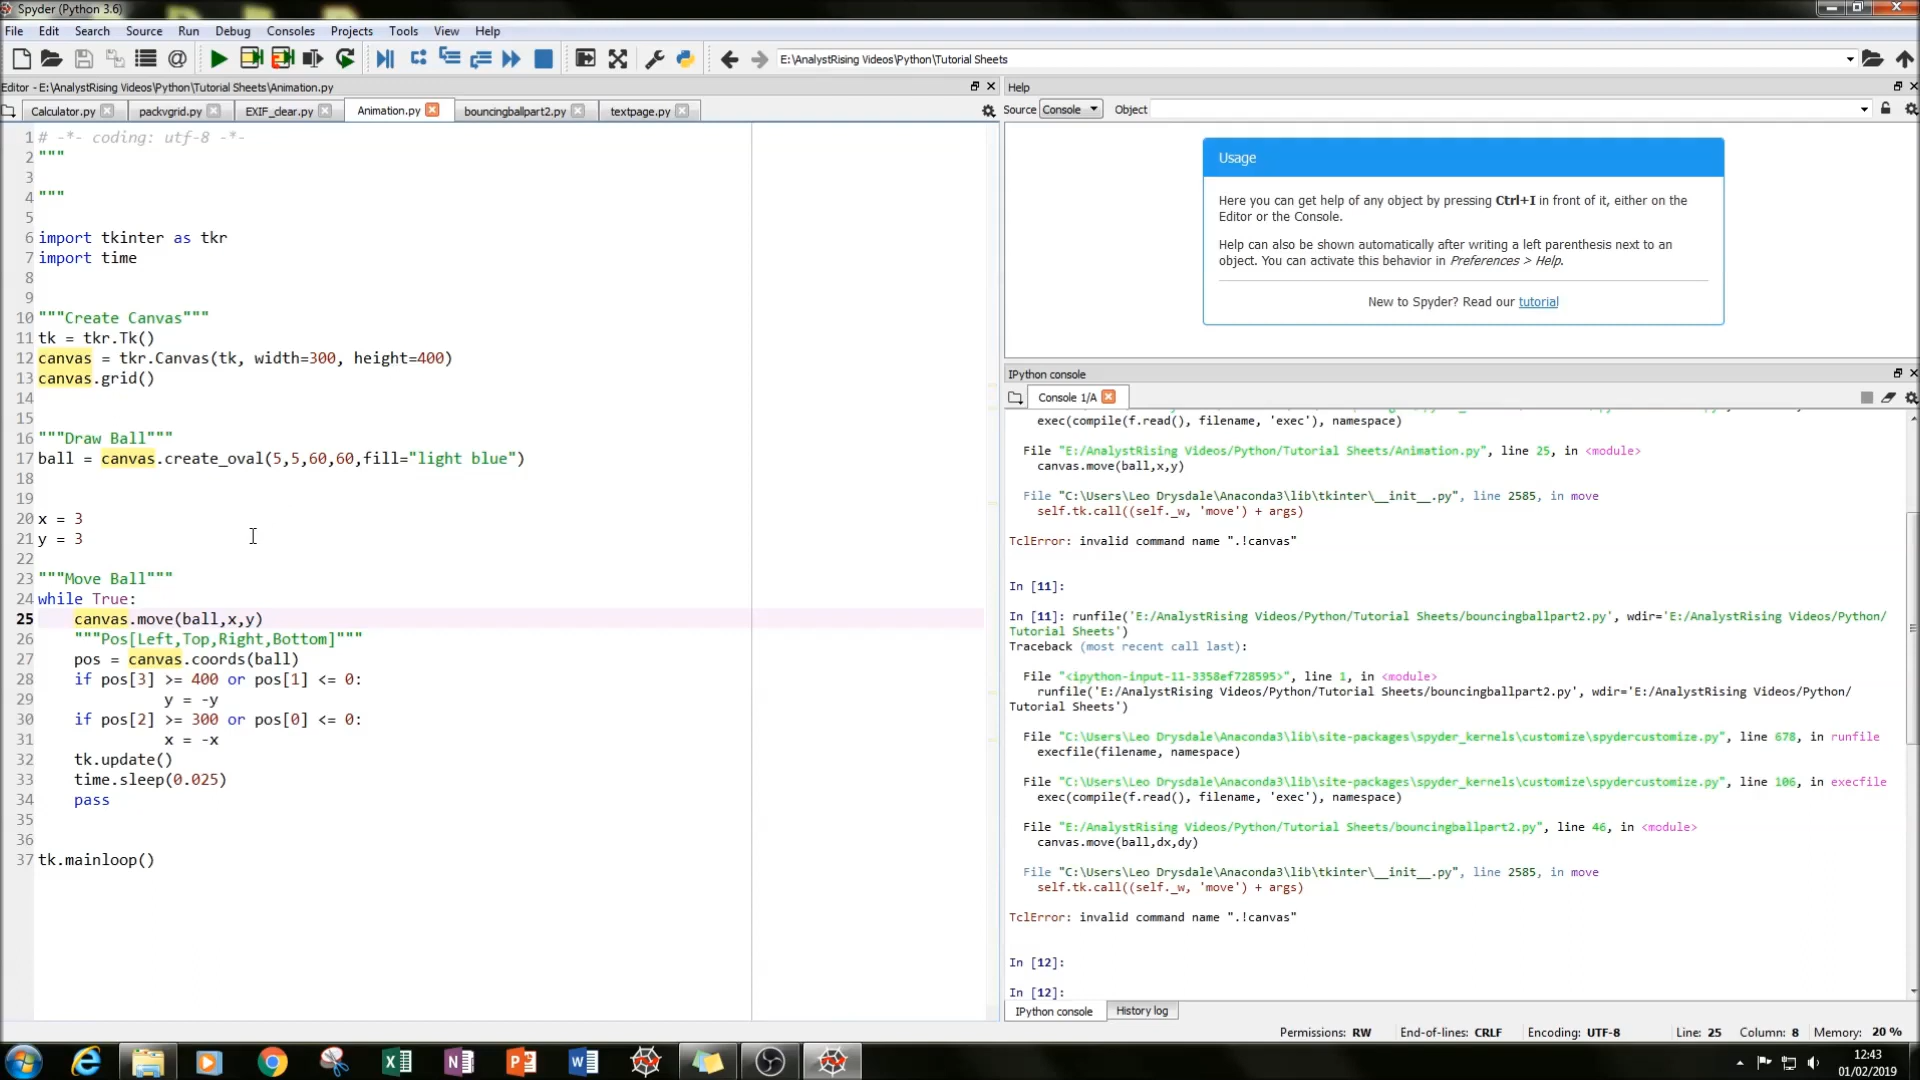 Spyder (Python 3.6)
File Edit Search Source Run Debug Consoles Projects Tools View Help
E:\AnalystRising Videos\Python\Tutorial Sheets
Editor - E:\AnalystRising Videos\Python\Tutorial Sheets\Animation.py
Calculator.py packvgrid.py EXIF_clear.py Animation.py bouncingballpart2.py textpage.py
1 # -*- coding: utf-8 -*-
2 """
3
4 """
5
6 import tkinter as tkr
7 import time
8
9
10 """Create Canvas"""
11 tk = tkr.Tk()
12 canvas = tkr.Canvas(tk, width=300, height=400)
13 canvas.grid()
14
15
16 """Draw Ball"""
17 ball = canvas.create_oval(5,5,60,60,fill="light blue")
18
19
20 x = 3
21 y = 3
22
23 """Move Ball"""
24 while True:
25 canvas.move(ball,x,y)
26 """Pos[Left,Top,Right,Bottom]"""
27 pos = canvas.coords(ball)
28 if pos[3] >= 400 or pos[1] <= 0:
29 y = -y
30 if pos[2] >= 300 or pos[0] <= 0:
31 x = -x
32 tk.update()
33 time.sleep(0.025)
34 pass
35
36
37 tk.mainloop()
Help
Source Console Object
Usage
Here you can get help of any object by pressing Ctrl+I in front of it, either on the
Editor or the Console.
Help can also be shown automatically after writing a left parenthesis next to an
object. You can activate this behavior in Preferences > Help.
New to Spyder? Read our tutorial
IPython console
Console 1/A
exec(compile(f.read(), filename, 'exec'), namespace)
File "E:/AnalystRising Videos/Python/Tutorial Sheets/Animation.py", line 25, in <module>
canvas.move(ball,x,y)
File "C:\Users\Leo Drysdale\Anaconda3\lib\tkinter\__init__.py", line 2585, in move
self.tk.call((self._w, 'move') + args)
TclError: invalid command name ".!canvas"
In [11]:
In [11]: runfile('E:/AnalystRising Videos/Python/Tutorial Sheets/bouncingballpart2.py', wdir='E:/AnalystRising Videos/Python/
Tutorial Sheets')
Traceback (most recent call last):
File "<ipython-input-11-3358ef728595>", line 1, in <module>
runfile('E:/AnalystRising Videos/Python/Tutorial Sheets/bouncingballpart2.py', wdir='E:/AnalystRising Videos/Python/
Tutorial Sheets')
File "C:\Users\Leo Drysdale\Anaconda3\lib\site-packages\spyder_kernels\customize\spydercustomize.py", line 678, in runfile
execfile(filename, namespace)
File "C:\Users\Leo Drysdale\Anaconda3\lib\site-packages\spyder_kernels\customize\spydercustomize.py", line 106, in execfile
exec(compile(f.read(), filename, 'exec'), namespace)
File "E:/AnalystRising Videos/Python/Tutorial Sheets/bouncingballpart2.py", line 46, in <module>
canvas.move(ball,dx,dy)
File "C:\Users\Leo Drysdale\Anaconda3\lib\tkinter\__init__.py", line 2585, in move
self.tk.call((self._w, 'move') + args)
TclError: invalid command name ".!canvas"
In [12]:
In [12]:
IPython console History log
Permissions: RW End-of-lines: CRLF Encoding: UTF-8 Line: 25 Column: 8 Memory: 20 %
12:43
01/02/2019